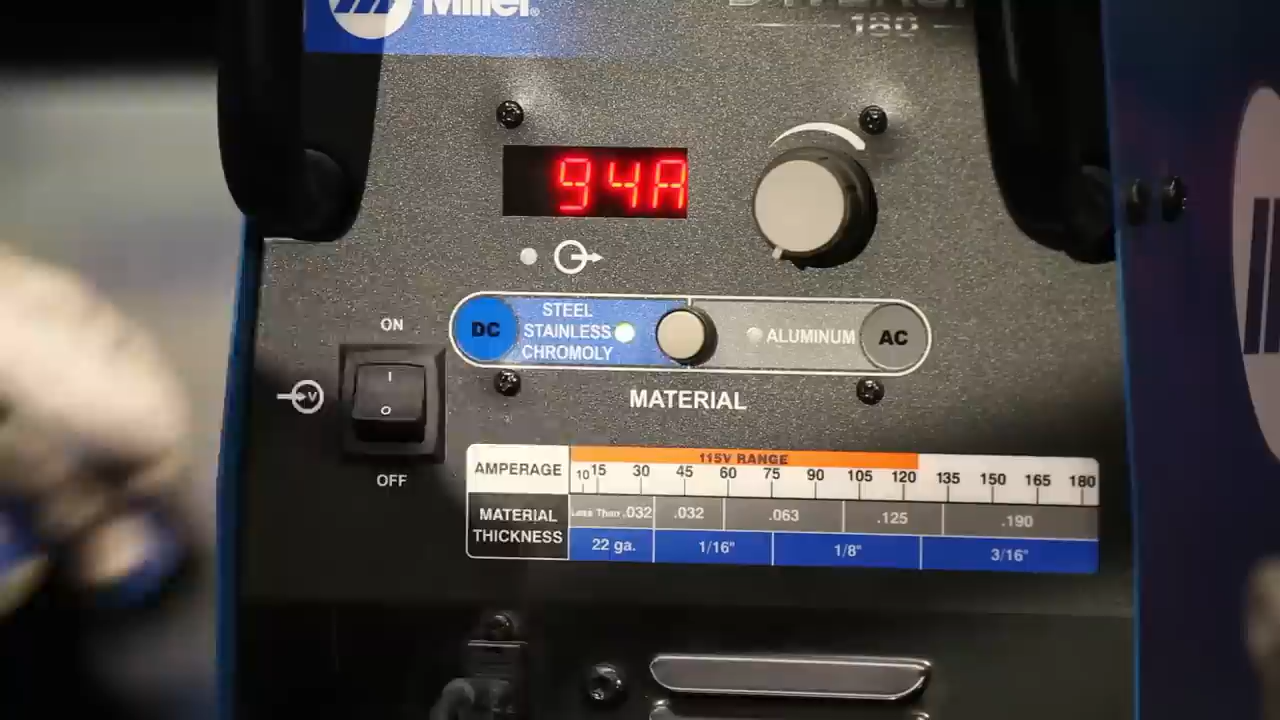 Miller®
180
94A
DC
STEEL
STAINLESS
CHROMOLY
ALUMINUM
AC
ON
I
O
V
OFF
MATERIAL
115V RANGE
AMPERAGE
10 15 30 45 60 75 90 105 120 135 150 165 180
MATERIAL THICKNESS
Less Than .032 .032 .063 .125 .190
22 ga. 1/16" 1/8" 3/16"